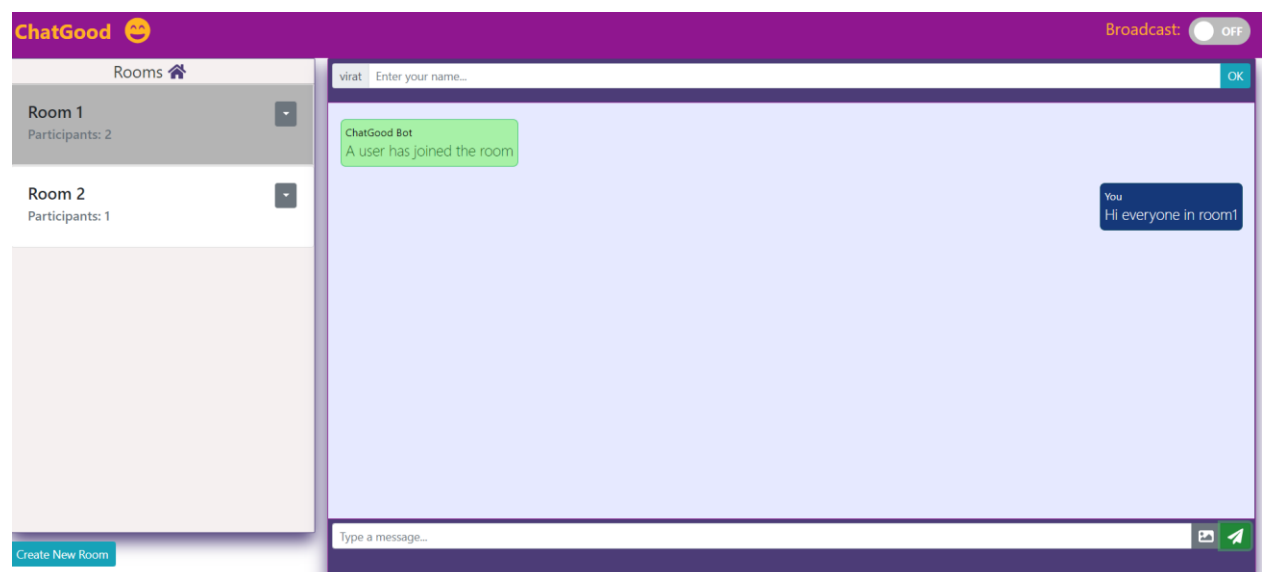 ChatGood
Broadcast: OFF
Rooms
Room 1
Participants: 2
Room 2
Participants: 1
Create New Room
virat Enter your name... OK
ChatGood Bot
A user has joined the room
You
Hi everyone in room1
Type a message...